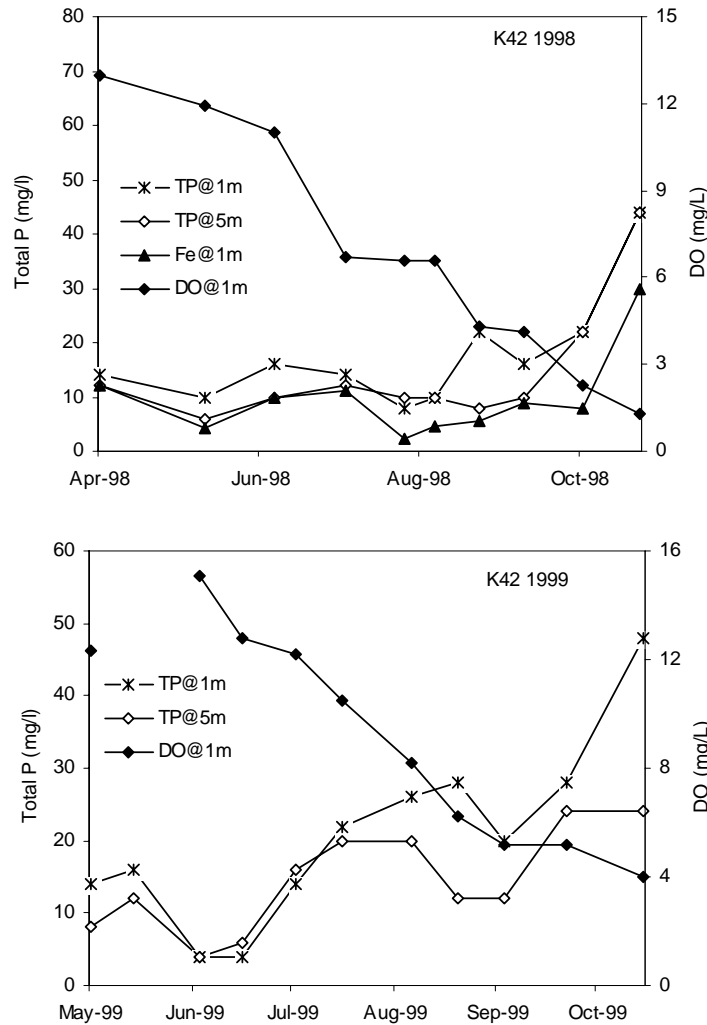 80
70
60
50
40
30
20
10
0
Total P (mg/l)
15
12
9
6
3
0
DO (mg/L)
K42 1998
TP@1m
TP@5m
Fe@1m
DO@1m
Apr-98 Jun-98 Aug-98 Oct-98
60
50
40
30
20
10
0
Total P (mg/l)
16
12
8
4
0
DO (mg/L)
K42 1999
TP@1m
TP@5m
DO@1m
May-99 Jun-99 Jul-99 Aug-99 Sep-99 Oct-99